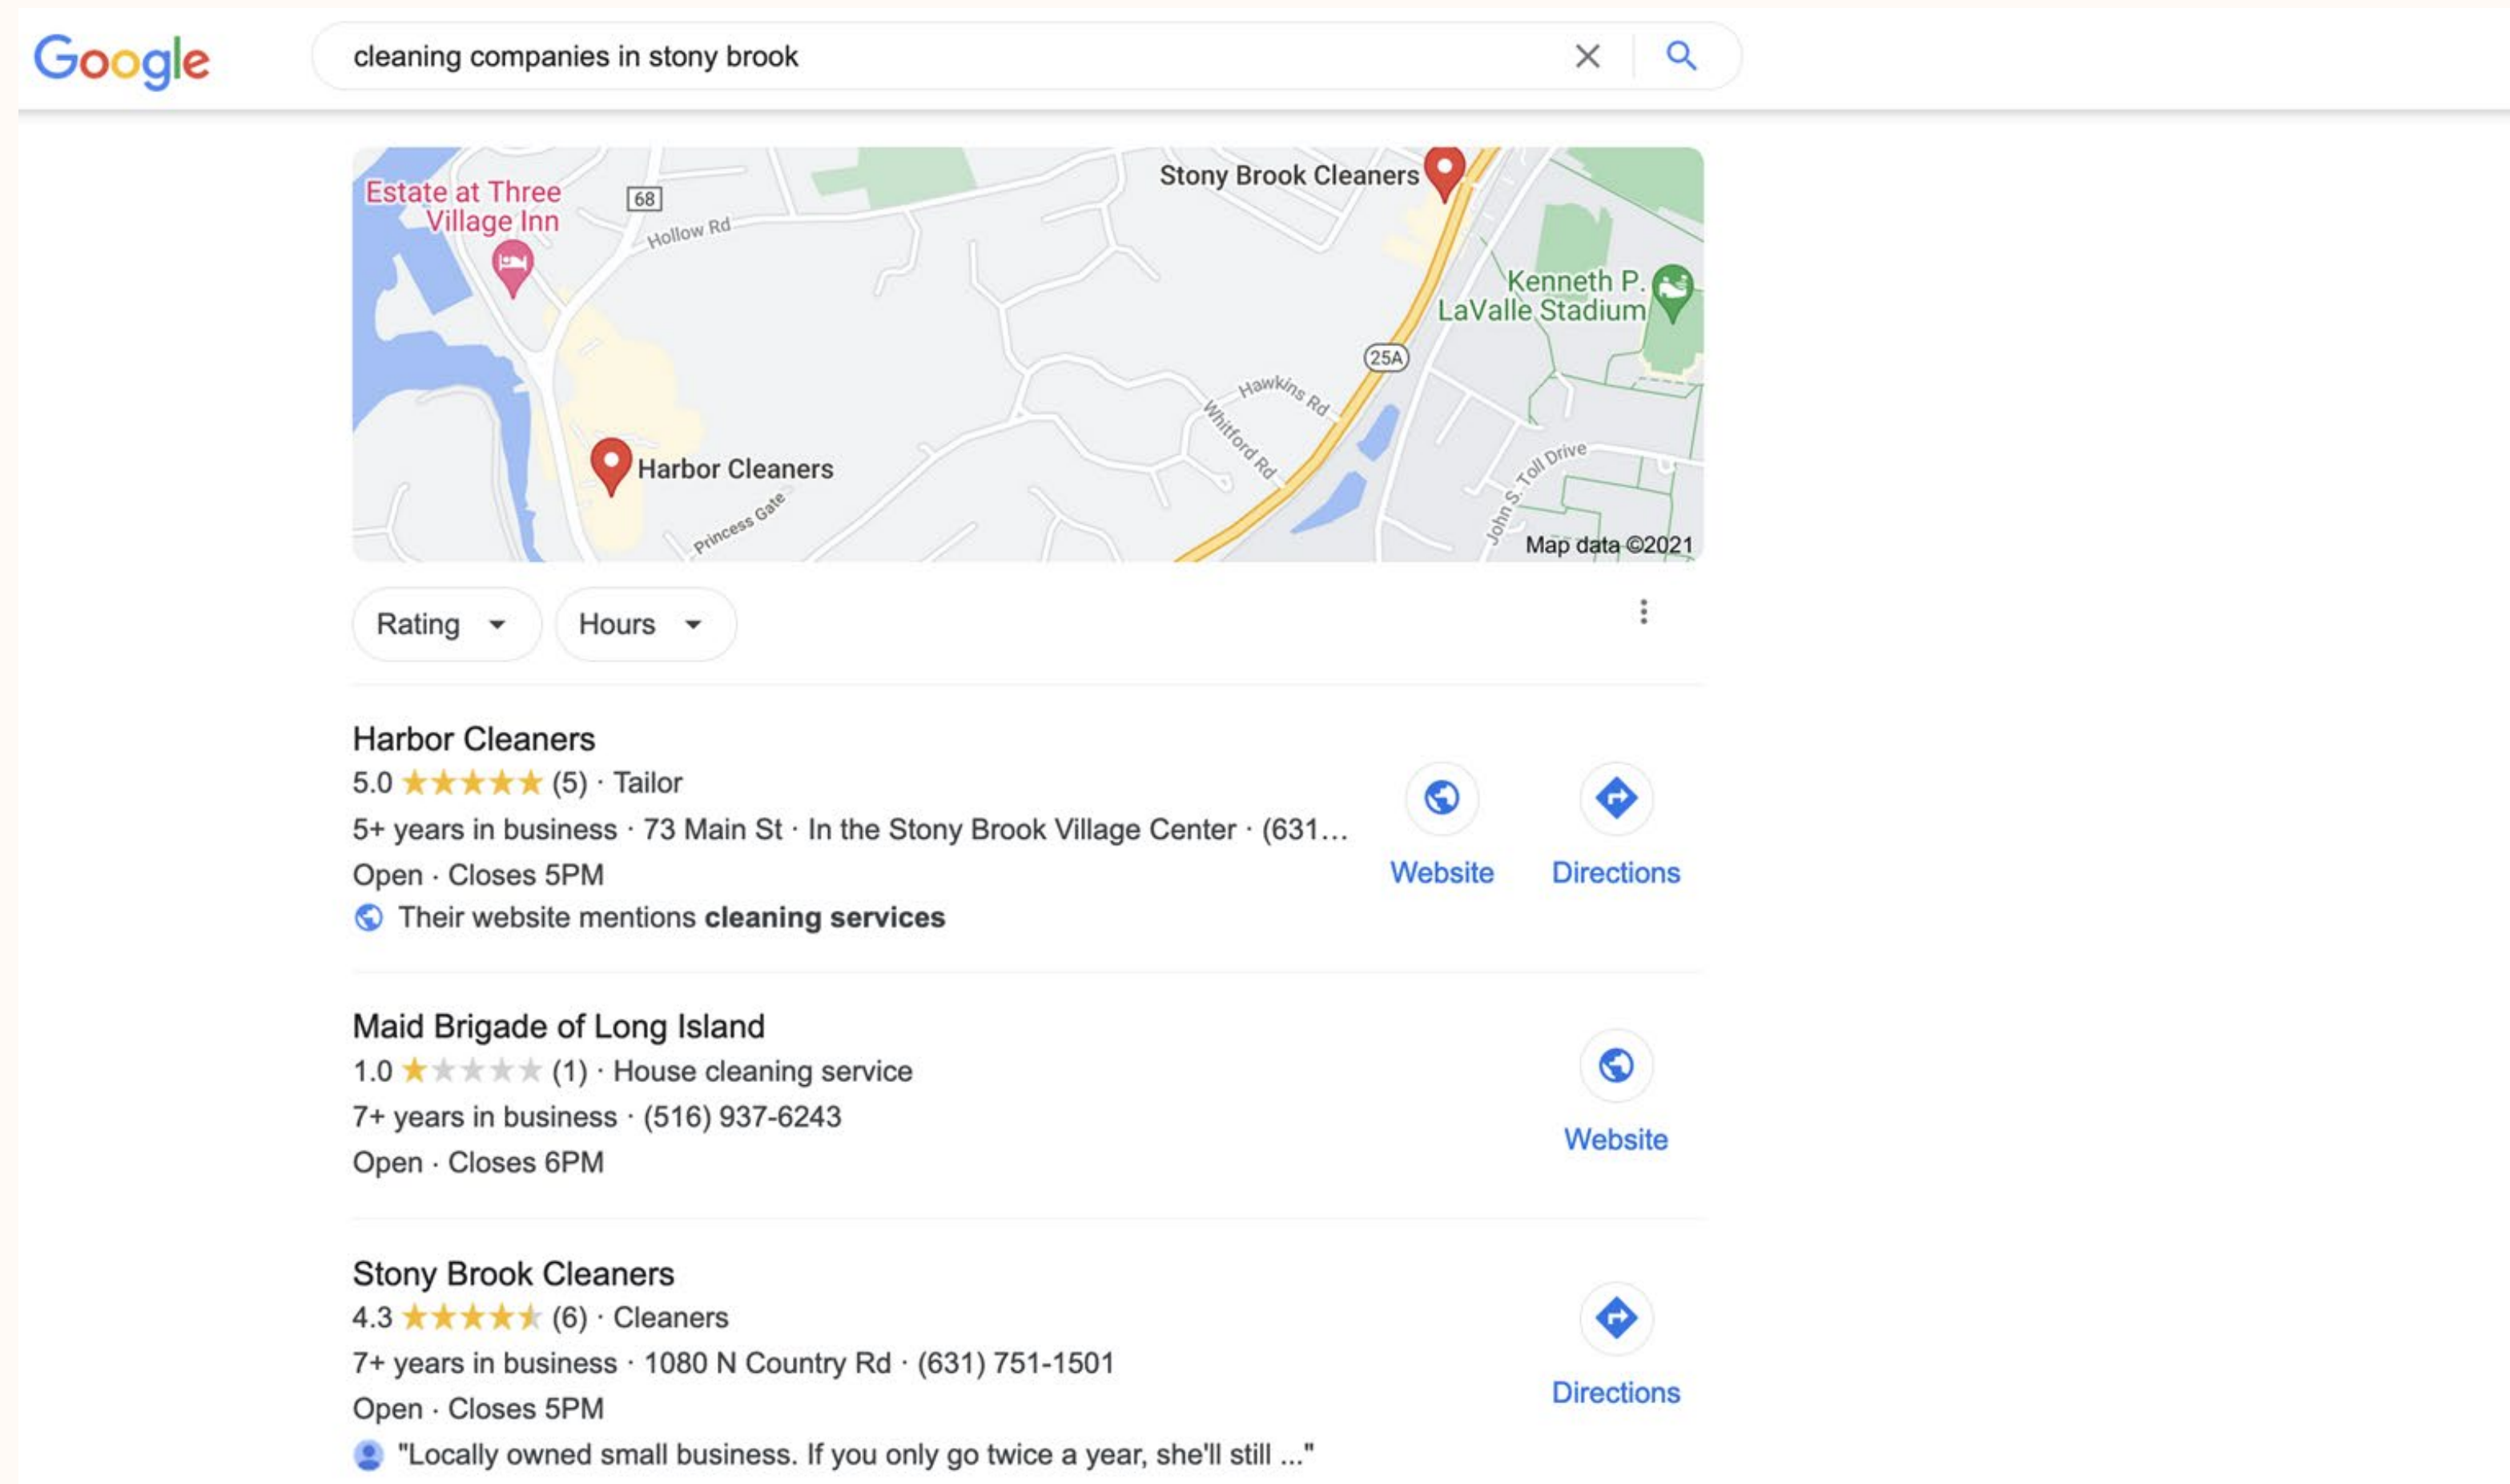 Google
cleaning companies in stony brook
Estate at Three
Village Inn
68
Hollow Rd
Stony Brook Cleaners
Kenneth P.
LaValle Stadium
25A
Hawkins Rd
Whitford Rd
Harbor Cleaners
Princess Gate
John S. Toll Drive
Map data ©2021
Rating
Hours
Harbor Cleaners
5.0 ★★★★★ (5) · Tailor
5+ years in business · 73 Main St · In the Stony Brook Village Center · (631...
Open · Closes 5PM
Their website mentions cleaning services
Website
Directions
Maid Brigade of Long Island
1.0 ★★★★★ (1) · House cleaning service
7+ years in business · (516) 937-6243
Open · Closes 6PM
Website
Stony Brook Cleaners
4.3 ★★★★★ (6) · Cleaners
7+ years in business · 1080 N Country Rd · (631) 751-1501
Open · Closes 5PM
"Locally owned small business. If you only go twice a year, she'll still ..."
Directions